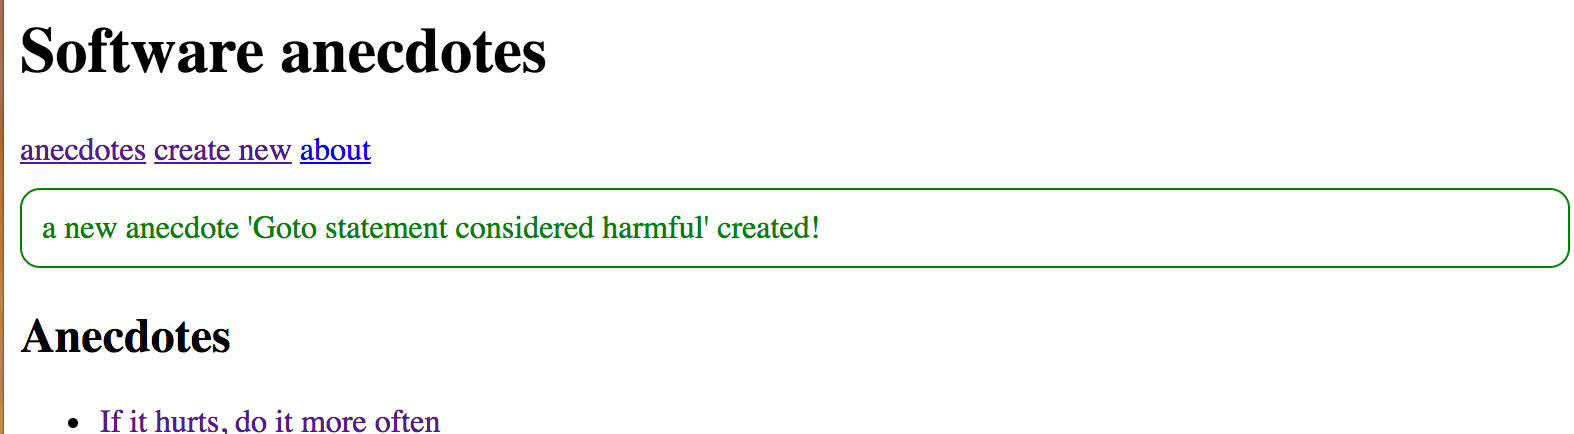 Software anecdotes
anecdotes create new about
a new anecdote 'Goto statement considered harmful' created!
Anecdotes
If it hurts, do it more often